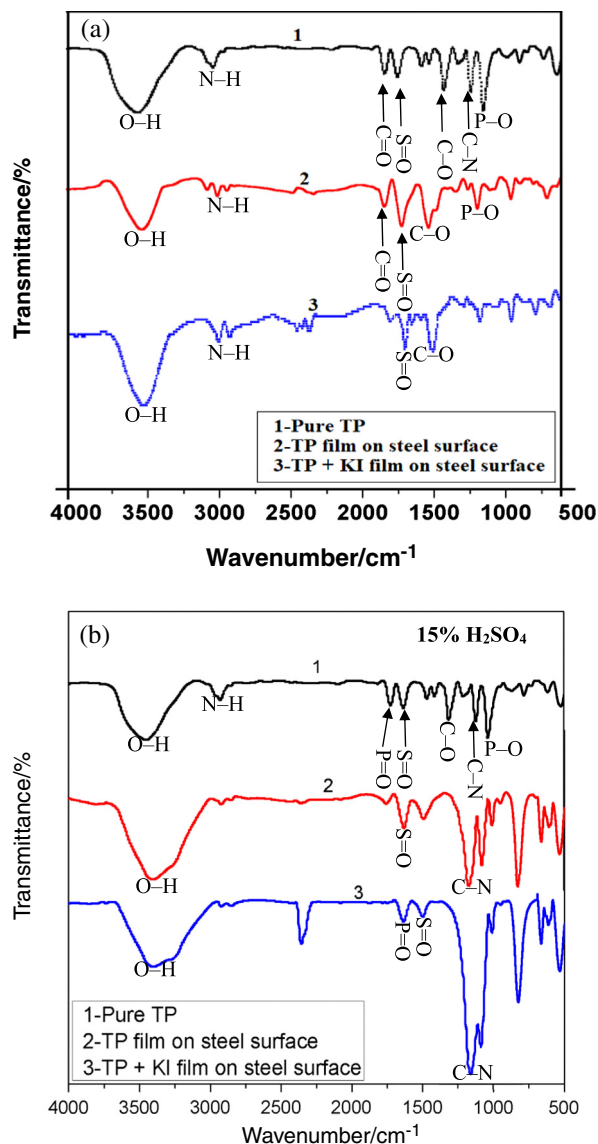 (a)
1
N–H
O–H
C=O
S=O
C–O
C–N
P–O
2
N–H
O–H
C=O
S=O
C–O
P–O
3
N–H
O–H
S=O
C–O
1-Pure TP
2-TP film on steel surface
3-TP + KI film on steel surface
Transmittance/%
4000 3500 3000 2500 2000 1500 1000 500
Wavenumber/cm-1
(b)
15% H₂SO₄
1
N–H
O–H
P=O
S=O
C–O
C–N
P–O
2
O–H
S=O
C–N
3
O–H
P=O
S=O
C–N
1-Pure TP
2-TP film on steel surface
3-TP + KI film on steel surface
Transmittance/%
4000 3500 3000 2500 2000 1500 1000 500
Wavenumber/cm-1